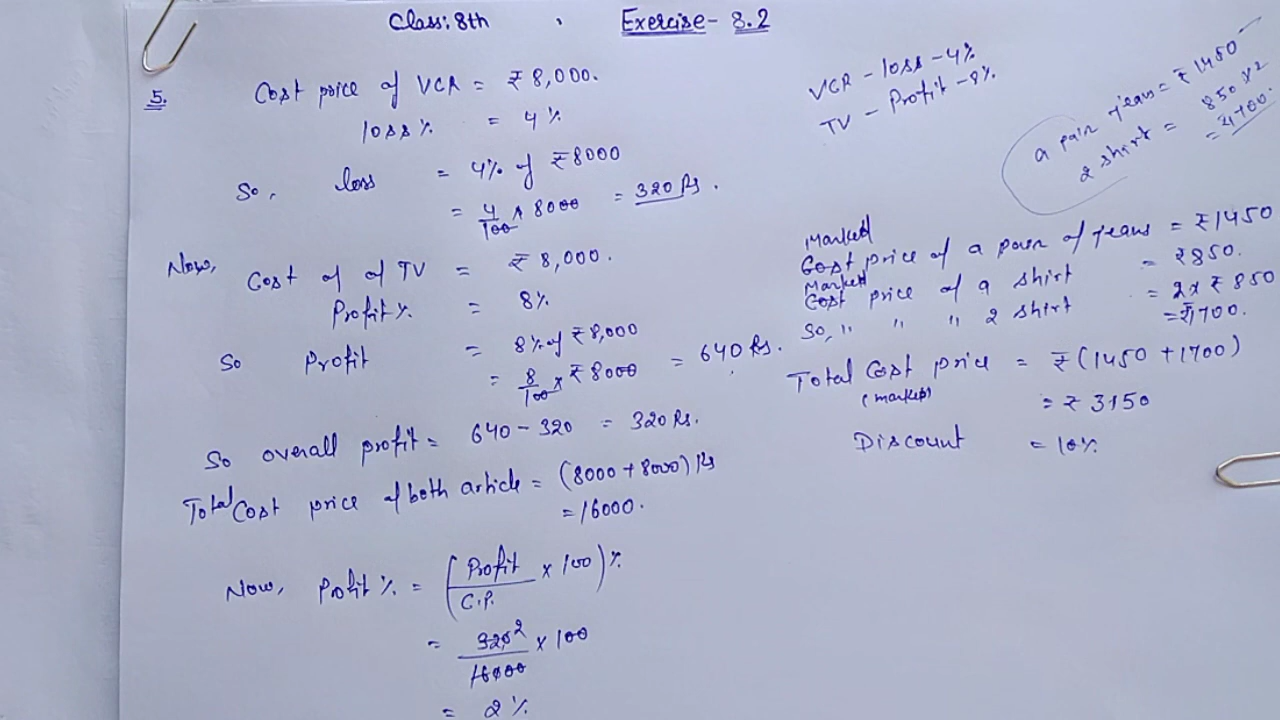 Class: 8th , Exercise - 8.2
5. Cost price of VCR = ₹ 8,000.
loss % = 4 %
So, loss = 4% of ₹8000
= 4/100 × 8000 = 320 Rs.
Now, Cost of of TV = ₹ 8,000.
Profit % = 8%
So Profit = 8% of ₹8,000
= 8/100 × ₹8000 = 640 Rs.
So overall profit = 640 - 320 = 320 Rs.
Total Cost price of both article = (8000 + 8000) Rs
= 16000.
Now, Profit % = (Profit/C.P. × 100) %
= 320 2/16000 × 100
= 2 %
VCR - loss - 4%
TV - Profit - 8%
a pair jeans = ₹ 1450
2 shirt = 850 × 2
= ₹1700.
Marked
Cost price of a pair of jeans = ₹1450
Marked
Cost price of a shirt = ₹850.
So, " " " 2 shirt = 2 × ₹ 850
= ₹1700.
Total Cost price = ₹ (1450 + 1700)
(marked)
= ₹ 3150
Discount = 10%